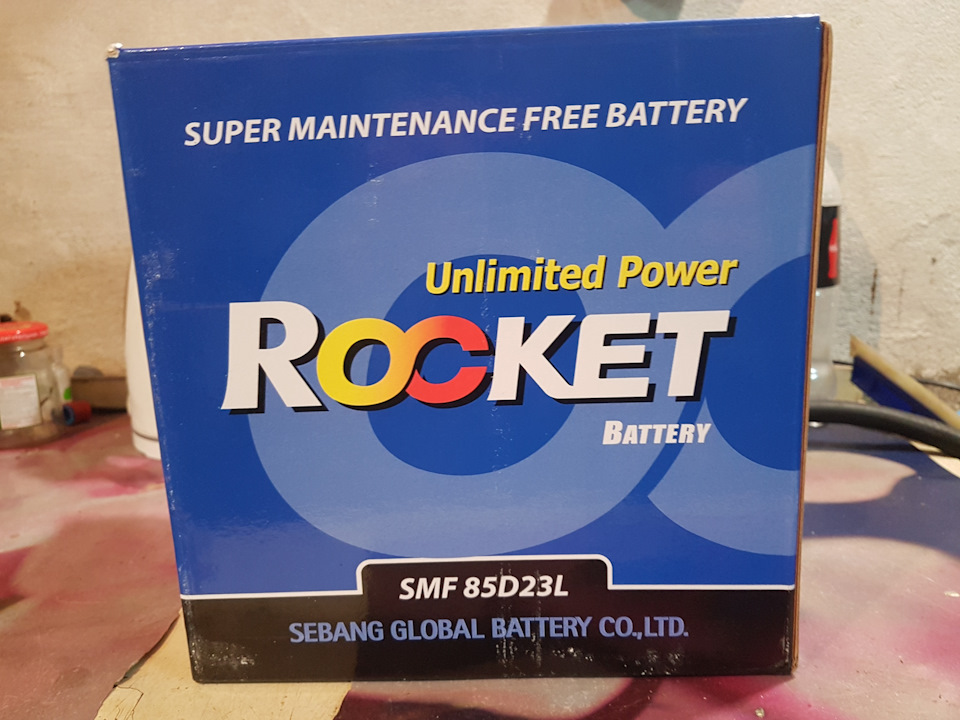 SUPER MAINTENANCE FREE BATTERY
Unlimited Power
ROCKET
BATTERY
SMF 85D23L
SEBANG GLOBAL BATTERY CO.,LTD.